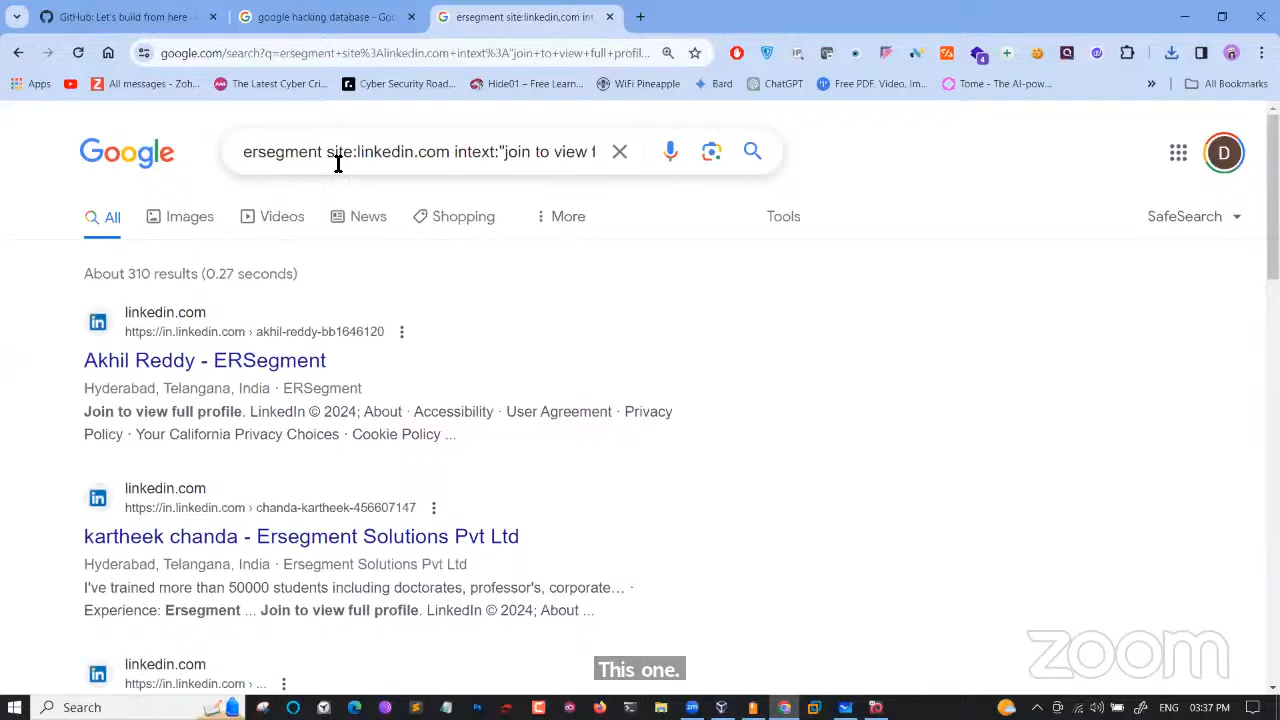 GitHub: Let's build from here -
google hacking database - Goo
ersegment site:linkedin.com int
google.com/search?q=ersegment+site%3Alinkedin.com+intext%3A"join+to+view+full+profil...
Apps
All messages - Zoh...
The Latest Cyber Cri...
Cyber Security Road...
Hide01 – Learning...
WiFi Pineapple
Bard
ChatGPT
Free PDF, Video, Im...
Tome - The AI-pow...
All Bookmarks
Google
ersegment site:linkedin.com intext:"join to view f
D
All
Images
Videos
News
Shopping
More
Tools
SafeSearch
About 310 results (0.27 seconds)
linkedin.com
https://in.linkedin.com › akhil-reddy-bb1646120
Akhil Reddy - ERSegment
Hyderabad, Telangana, India · ERSegment
Join to view full profile. LinkedIn © 2024; About · Accessibility · User Agreement · Privacy
Policy · Your California Privacy Choices · Cookie Policy ...
linkedin.com
https://in.linkedin.com › chanda-kartheek-456607147
kartheek chanda - Ersegment Solutions Pvt Ltd
Hyderabad, Telangana, India · Ersegment Solutions Pvt Ltd
I've trained more than 50000 students including doctorates, professor's, corporate… ·
Experience: Ersegment ... Join to view full profile. LinkedIn © 2024; About ...
linkedin.com
https://in.linkedin.com › ...
zoom
This one.
Search
ENG
03:37 PM